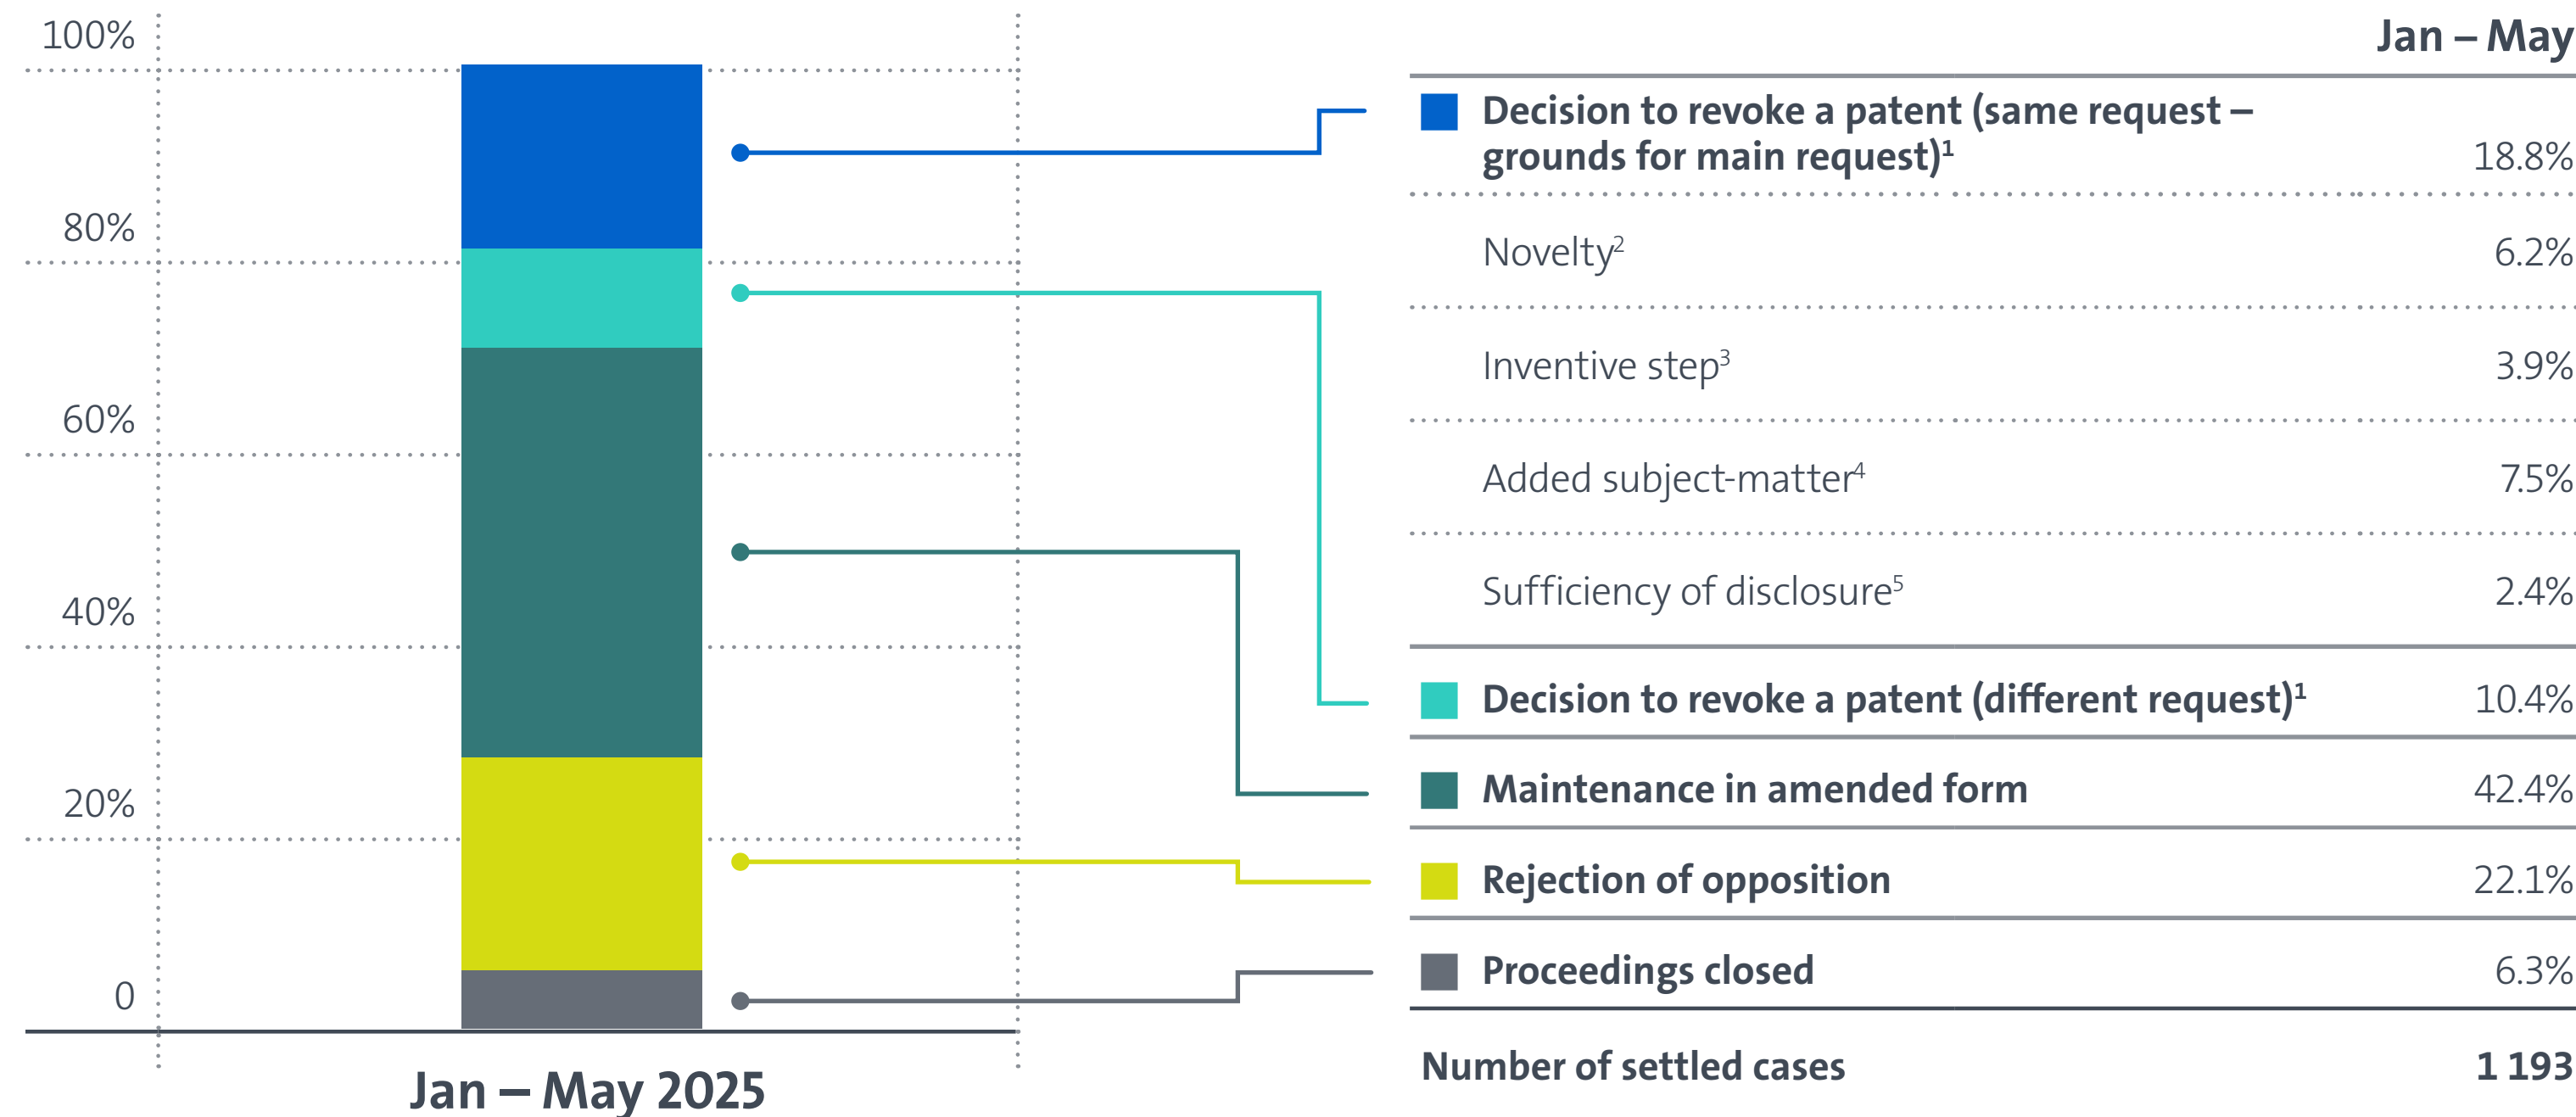 100%
80%
60%
40%
20%
0
Jan – May 2025
Jan – May
Decision to revoke a patent (same request –
grounds for main request)¹ 18.8%
Novelty² 6.2%
Inventive step³ 3.9%
Added subject-matter⁴ 7.5%
Sufficiency of disclosure⁵ 2.4%
Decision to revoke a patent (different request)¹ 10.4%
Maintenance in amended form 42.4%
Rejection of opposition 22.1%
Proceedings closed 6.3%
Number of settled cases 1 193